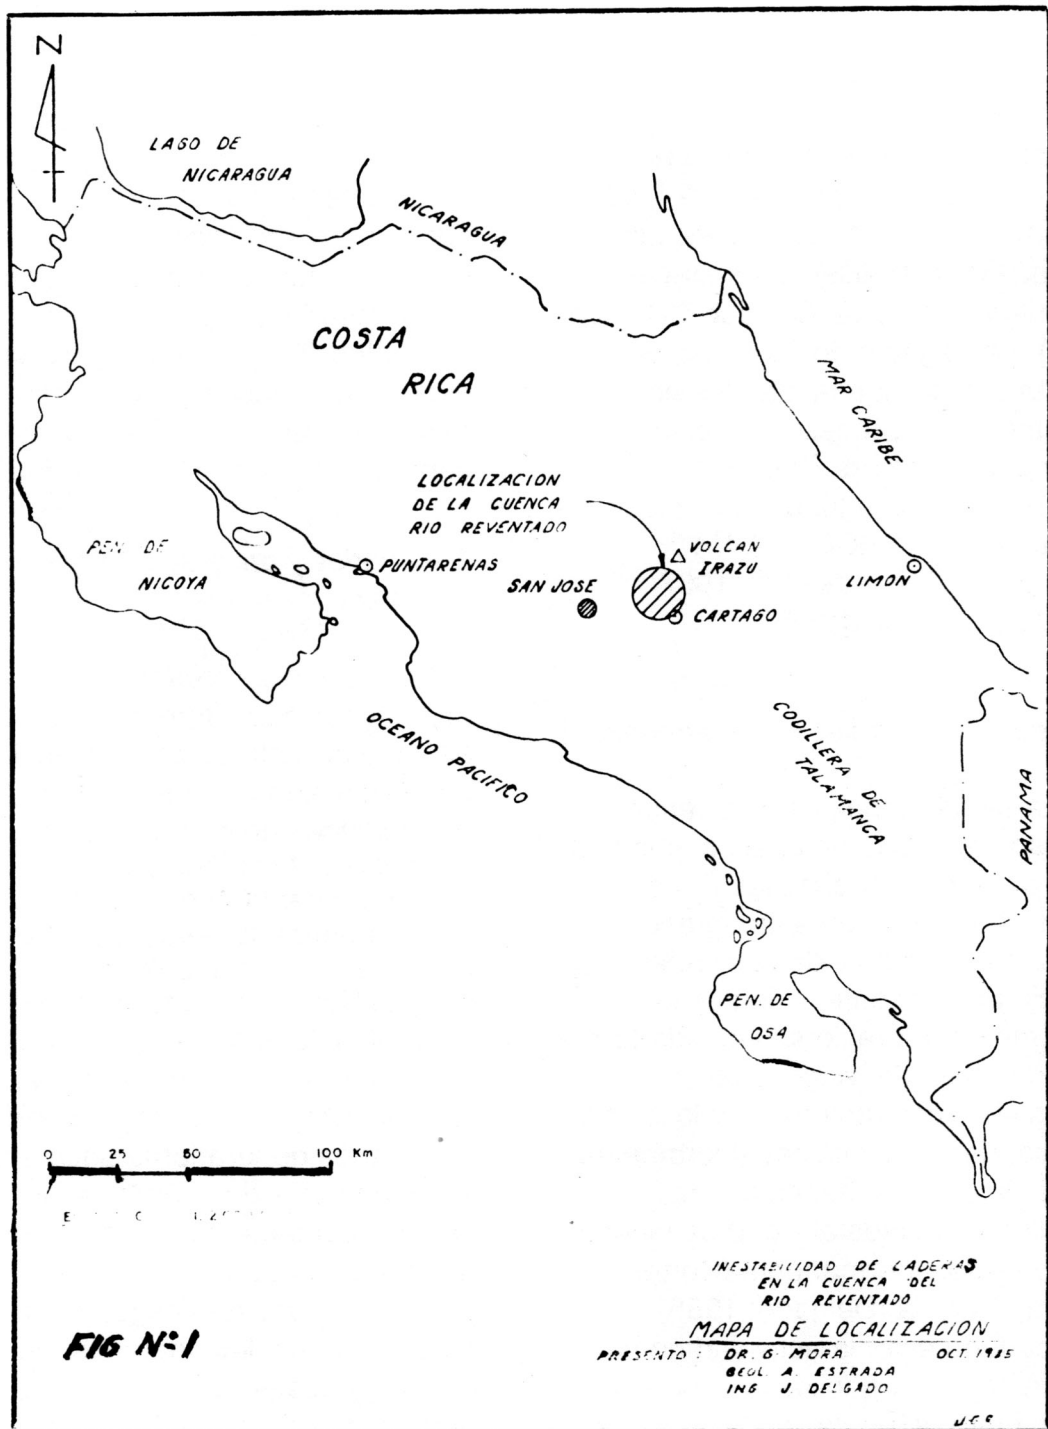 N
LAGO DE
NICARAGUA
NICARAGUA
COSTA
RICA
MAR CARIBE
LOCALIZACION
DE LA CUENCA
RIO REVENTADO
VOLCAN
IRAZU
PEN DE
NICOYA
PUNTARENAS
SAN JOSE
LIMON
CARTAGO
OCEANO PACIFICO
CODILLERA DE
TALAMANCA
PANAMA
PEN. DE
OSA
0 25 50 100 Km
INESTABILIDAD DE LADERAS
EN LA CUENCA DEL
RIO REVENTADO
MAPA DE LOCALIZACION
FIG Nº1
PRESENTO: DR. G. MORA OCT. 1985
GEOL. A. ESTRADA
ING J. DELGADO